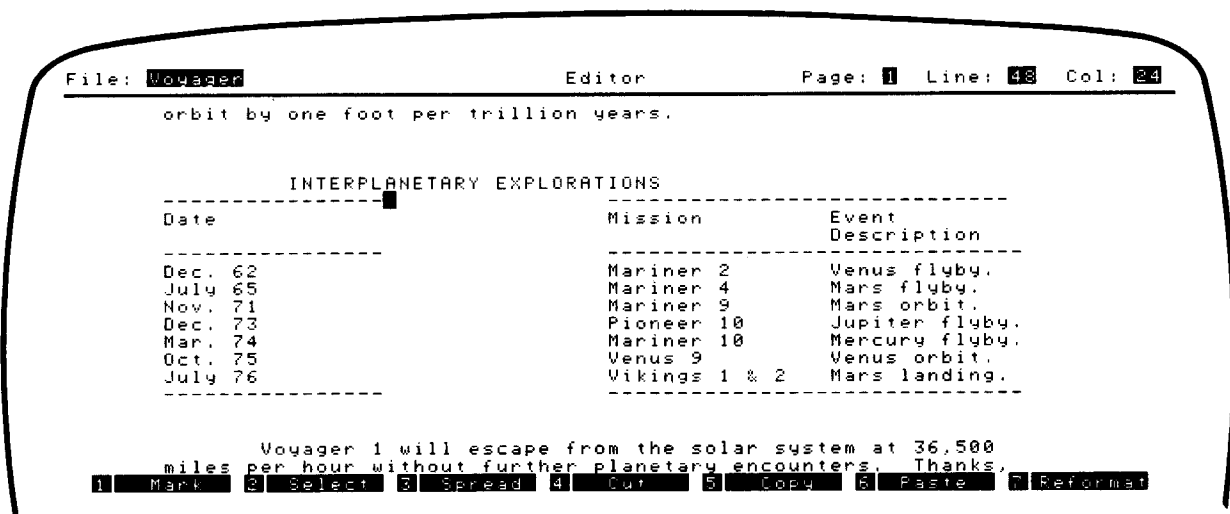 File: Voyager Editor Page: 1 Line: 48 Col: 24
orbit by one foot per trillion years.
INTERPLANETARY EXPLORATIONS
---------------- -----------------------------
Date Mission Event
Description
---------------- ------------------------------
Dec. 62 Mariner 2 Venus flyby.
July 65 Mariner 4 Mars flyby.
Nov. 71 Mariner 9 Mars orbit.
Dec. 73 Pioneer 10 Jupiter flyby.
Mar. 74 Mariner 10 Mercury flyby.
Oct. 75 Venus 9 Venus orbit.
July 76 Vikings 1 & 2 Mars landing.
---------------- ------------------------------
Voyager 1 will escape from the solar system at 36,500
miles per hour without further planetary encounters. Thanks,
1 Mark 2 Select 3 Spread 4 Cut 5 Copy 6 Paste 7 Reformat